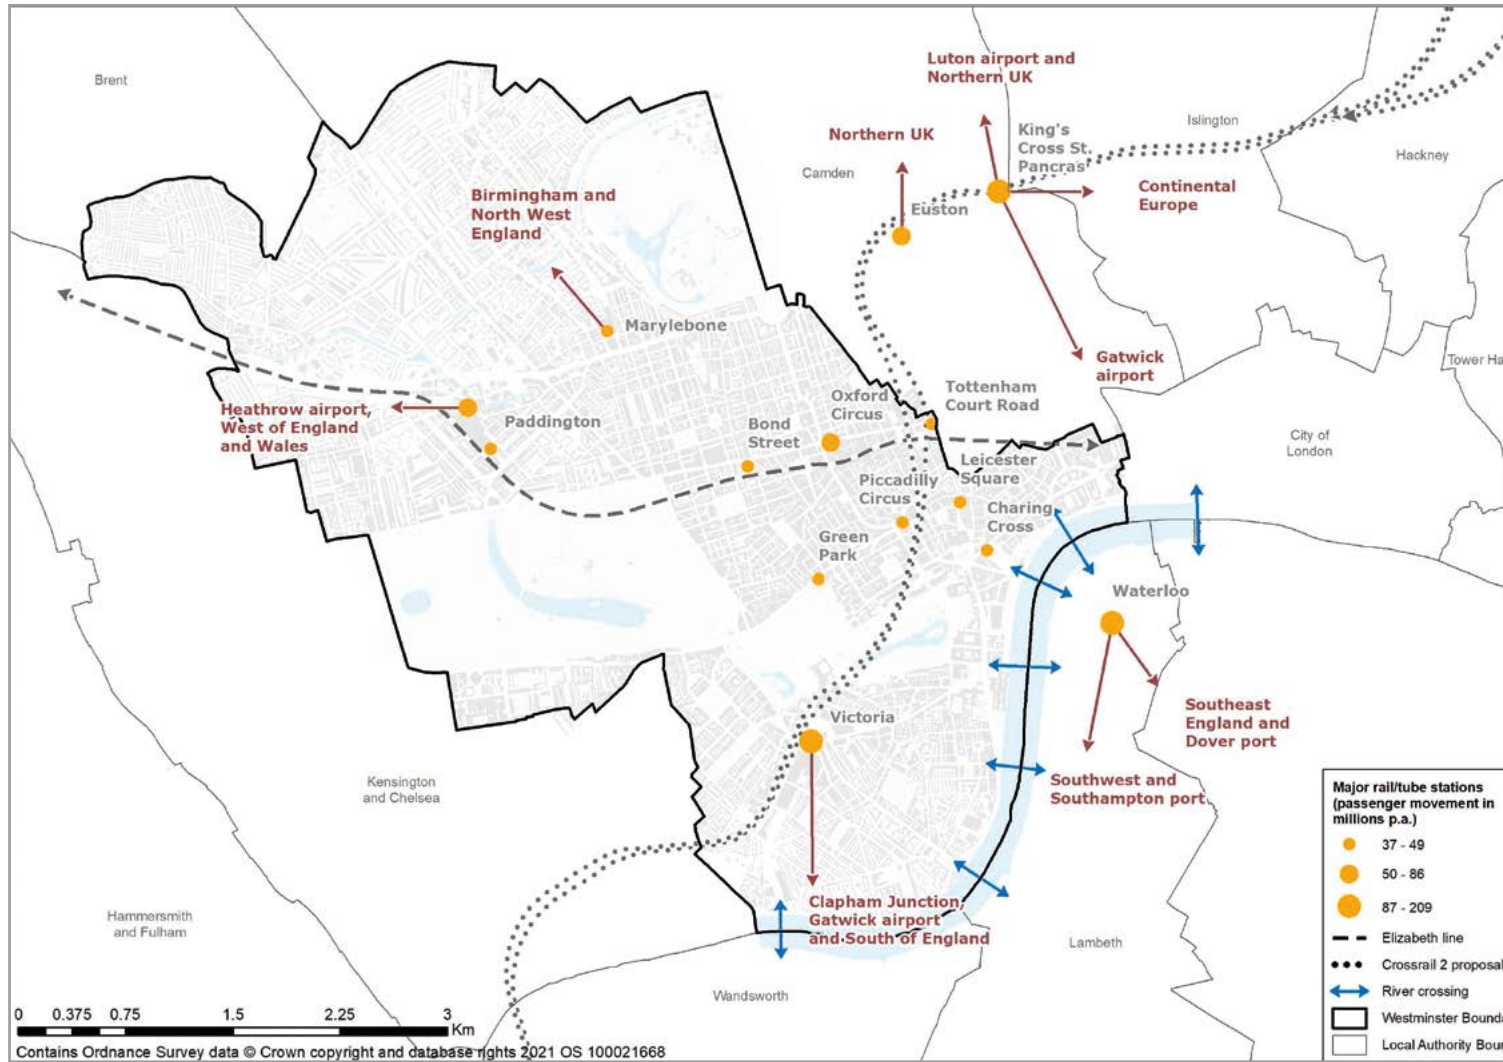 Brent
Luton airport and
Northern UK
Northern UK
King's
Cross St.
Pancras
Islington
Hackney
Camden
Continental
Europe
Birmingham and
North West
England
Euston
Marylebone
Gatwick
airport
Tower Ha
Heathrow airport,
West of England
and Wales
Paddington
Bond
Street
Oxford
Circus
Tottenham
Court Road
City of
London
Leicester
Square
Piccadilly
Circus
Charing
Cross
Green
Park
Waterloo
Victoria
Southeast
England and
Dover port
Southwest and
Southampton port
Kensington
and Chelsea
Hammersmith
and Fulham
Clapham Junction,
Gatwick airport
and South of England
Lambeth
Wandsworth
Major rail/tube stations
(passenger movement in
millions p.a.)
37 - 49
50 - 86
87 - 209
Elizabeth line
Crossrail 2 proposal
River crossing
Westminster Bounda
Local Authority Boun
0 0.375 0.75 1.5 2.25 3
Km
Contains Ordnance Survey data © Crown copyright and database rights 2021 OS 100021668